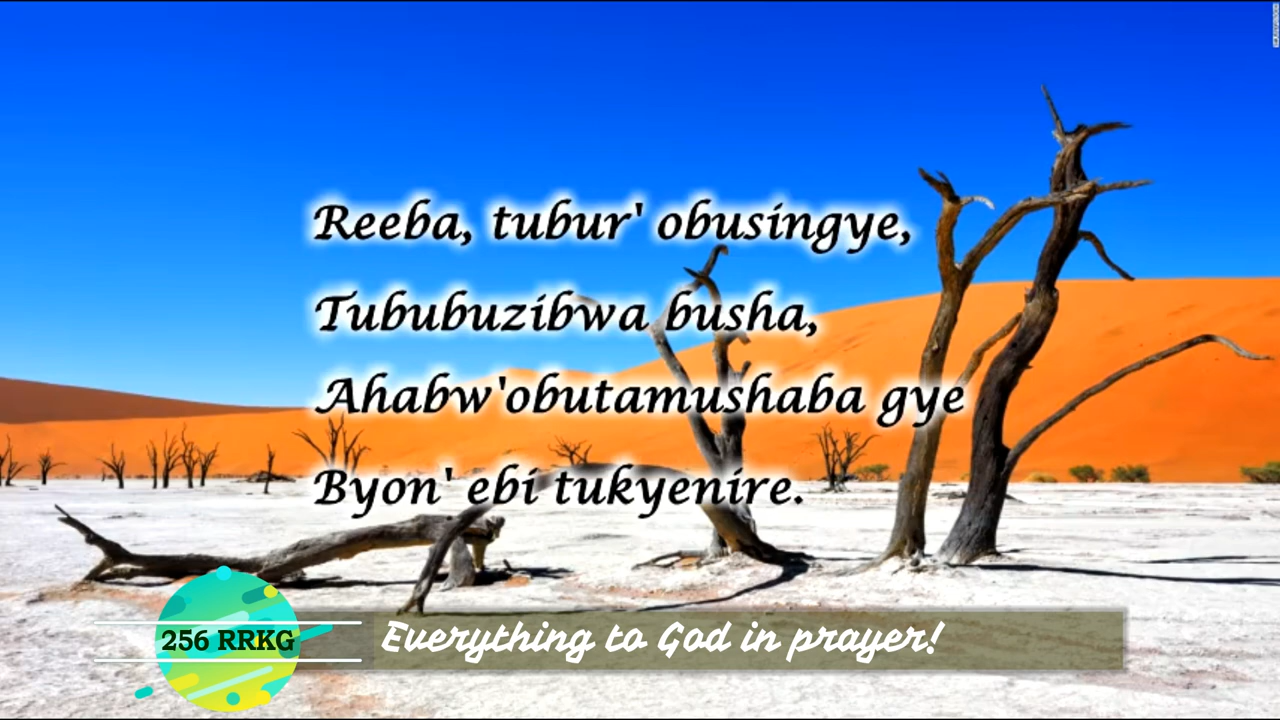 Reeba, tubur' obusingye,
Tububuzibwa busha,
Ahabw'obutamushaba gye
Byon' ebi tukyenire.
256 RRKG
Everything to God in prayer!